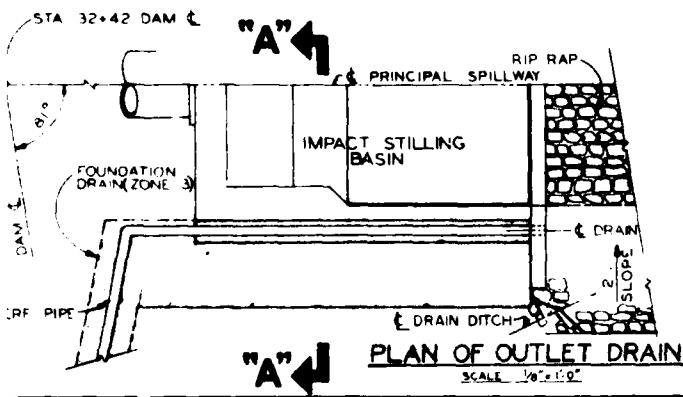 STA 32+42 DAM ℄
"A"
RIP RAP
℄ PRINCIPAL SPILLWAY
81°
IMPACT STILLING
BASIN
FOUNDATION
DRAIN (ZONE 3)
DAM ℄
℄ DRAIN
2
SLOPE
PIPE
℄ DRAIN DITCH
"A"
PLAN OF OUTLET DRAIN
SCALE 1/8"=1'-0"